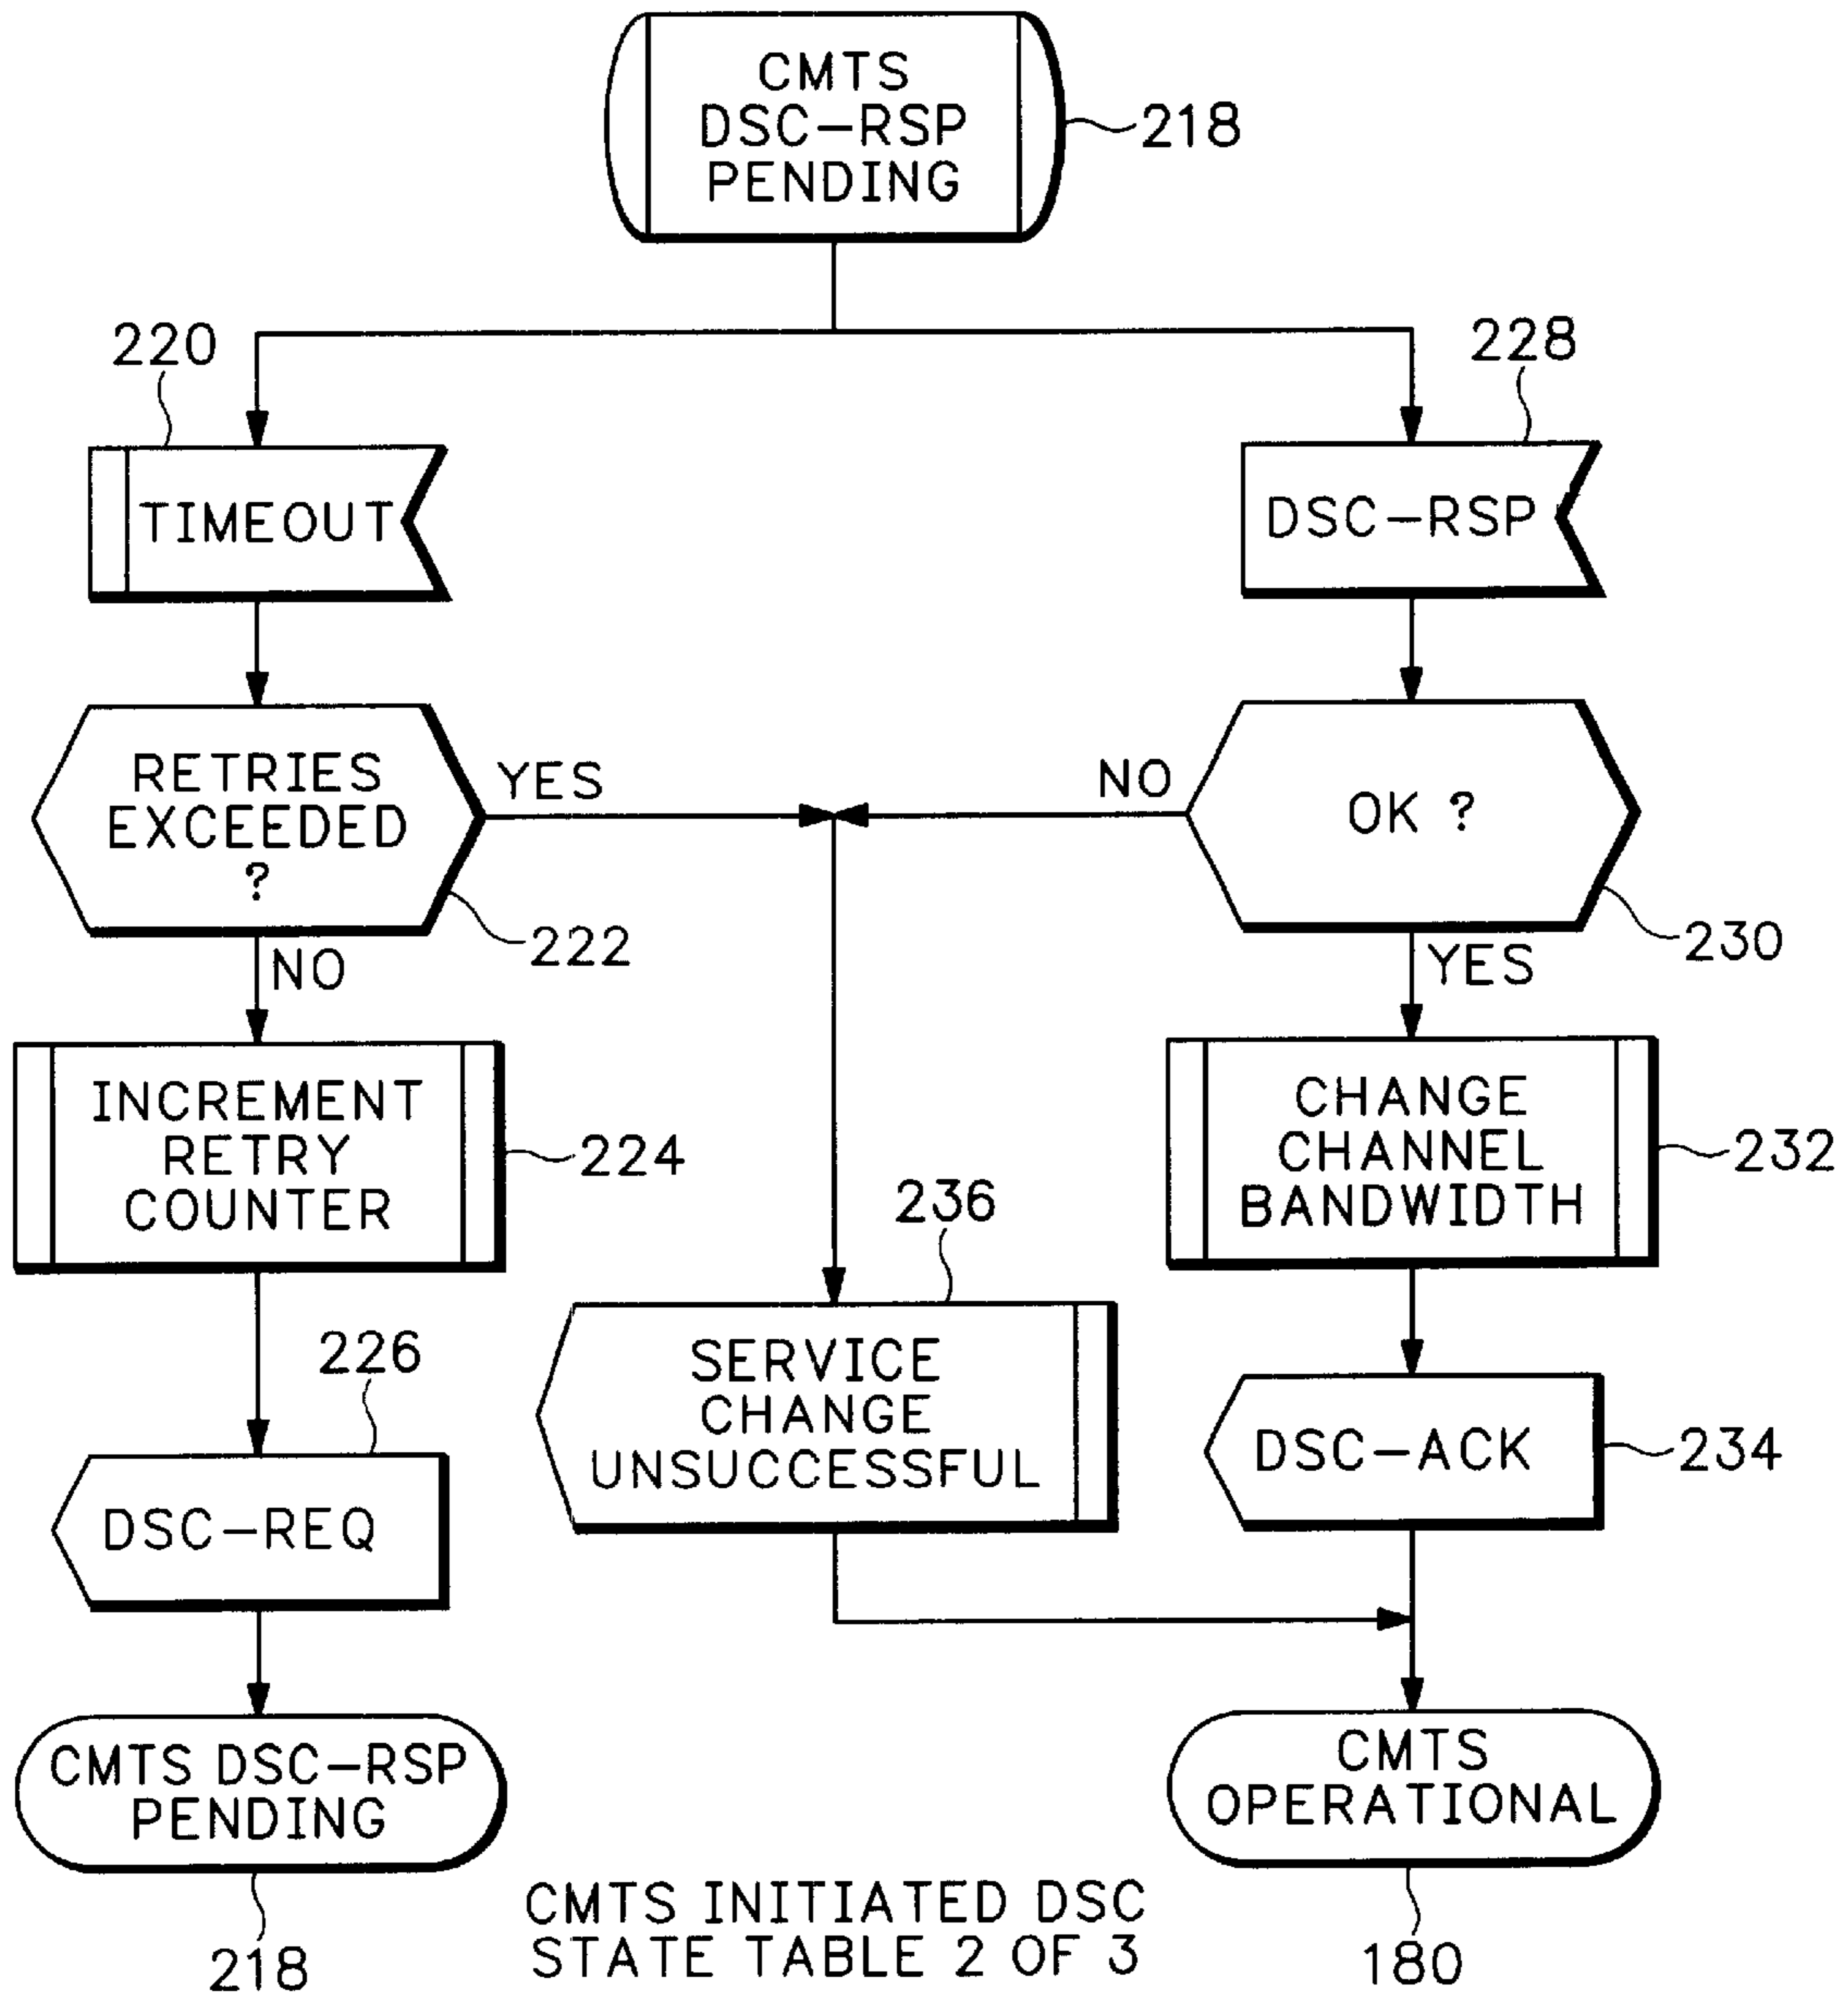 CMTS
DSC-RSP
PENDING
218
220
228
TIMEOUT
DSC-RSP
RETRIES
EXCEEDED
?
YES
NO
OK ?
222
230
NO
YES
INCREMENT
RETRY
COUNTER
224
CHANGE
CHANNEL
BANDWIDTH
232
236
226
SERVICE
CHANGE
UNSUCCESSFUL
DSC-ACK
234
DSC-REQ
CMTS DSC-RSP
PENDING
CMTS
OPERATIONAL
218
180
CMTS INITIATED DSC
STATE TABLE 2 OF 3